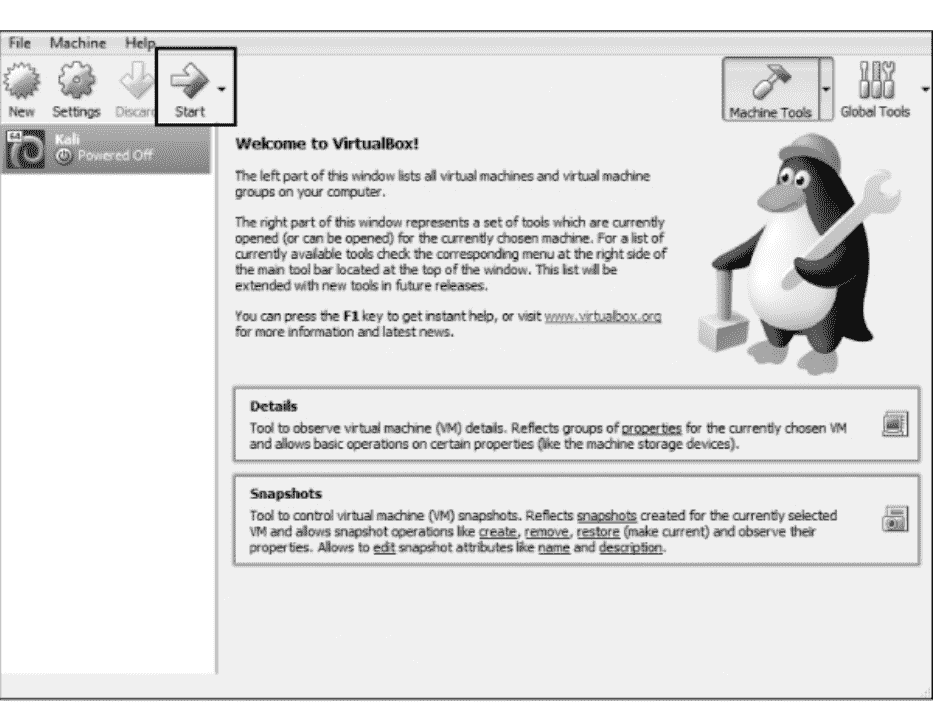 File Machine Help
New Settings Discard Start
Machine Tools Global Tools
64
Kali
Powered Off
Welcome to VirtualBox!
The left part of this window lists all virtual machines and virtual machine
groups on your computer.
The right part of this window represents a set of tools which are currently
opened (or can be opened) for the currently chosen machine. For a list of
currently available tools check the corresponding menu at the right side of
the main tool bar located at the top of the window. This list will be
extended with new tools in future releases.
You can press the F1 key to get instant help, or visit www.virtualbox.org
for more information and latest news.
Details
Tool to observe virtual machine (VM) details. Reflects groups of properties for the currently chosen VM
and allows basic operations on certain properties (like the machine storage devices).
Snapshots
Tool to control virtual machine (VM) snapshots. Reflects snapshots created for the currently selected
VM and allows snapshot operations like create, remove, restore (make current) and observe their
properties. Allows to edit snapshot attributes like name and description.